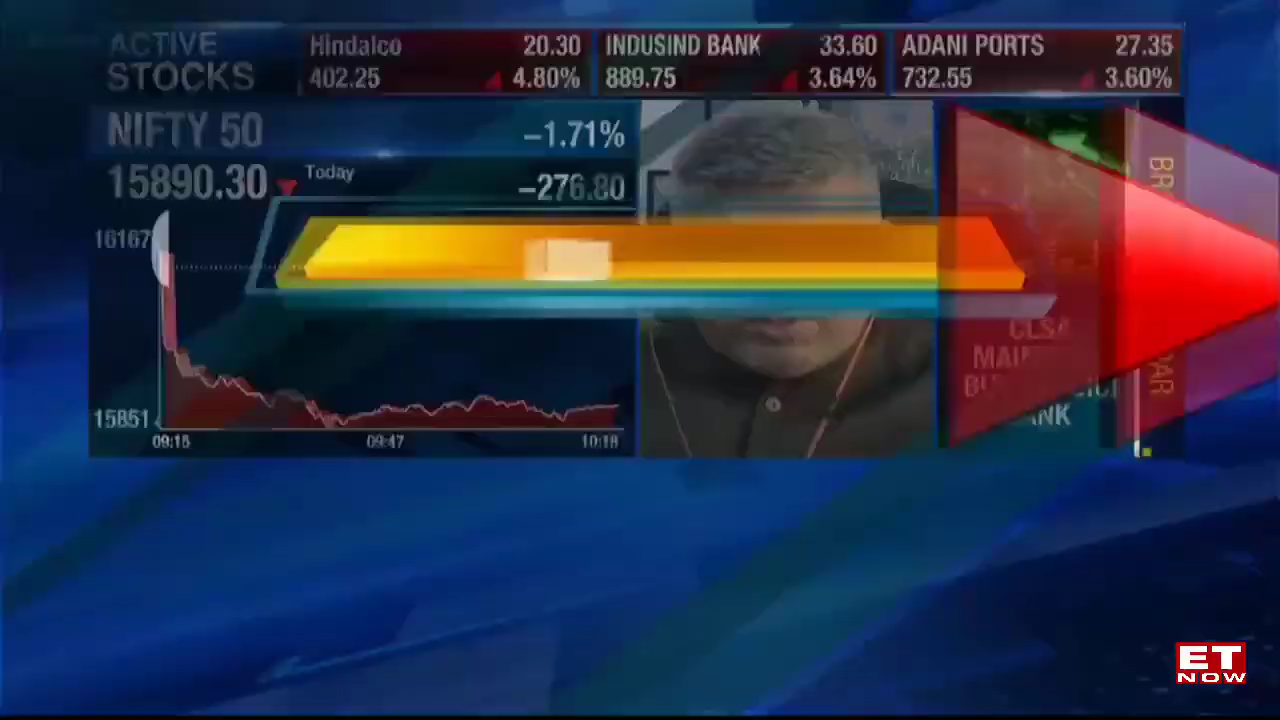 ACTIVE
STOCKS
Hindalco 20.30
402.25 4.80%
INDUSIND BANK 33.60
889.75 3.64%
ADANI PORTS 27.35
732.55 3.60%
NIFTY 50 –1.71%
15890.30 Today –276.80
16167
15851
09:15 09:47 10:18
CLSA
ET
NOW